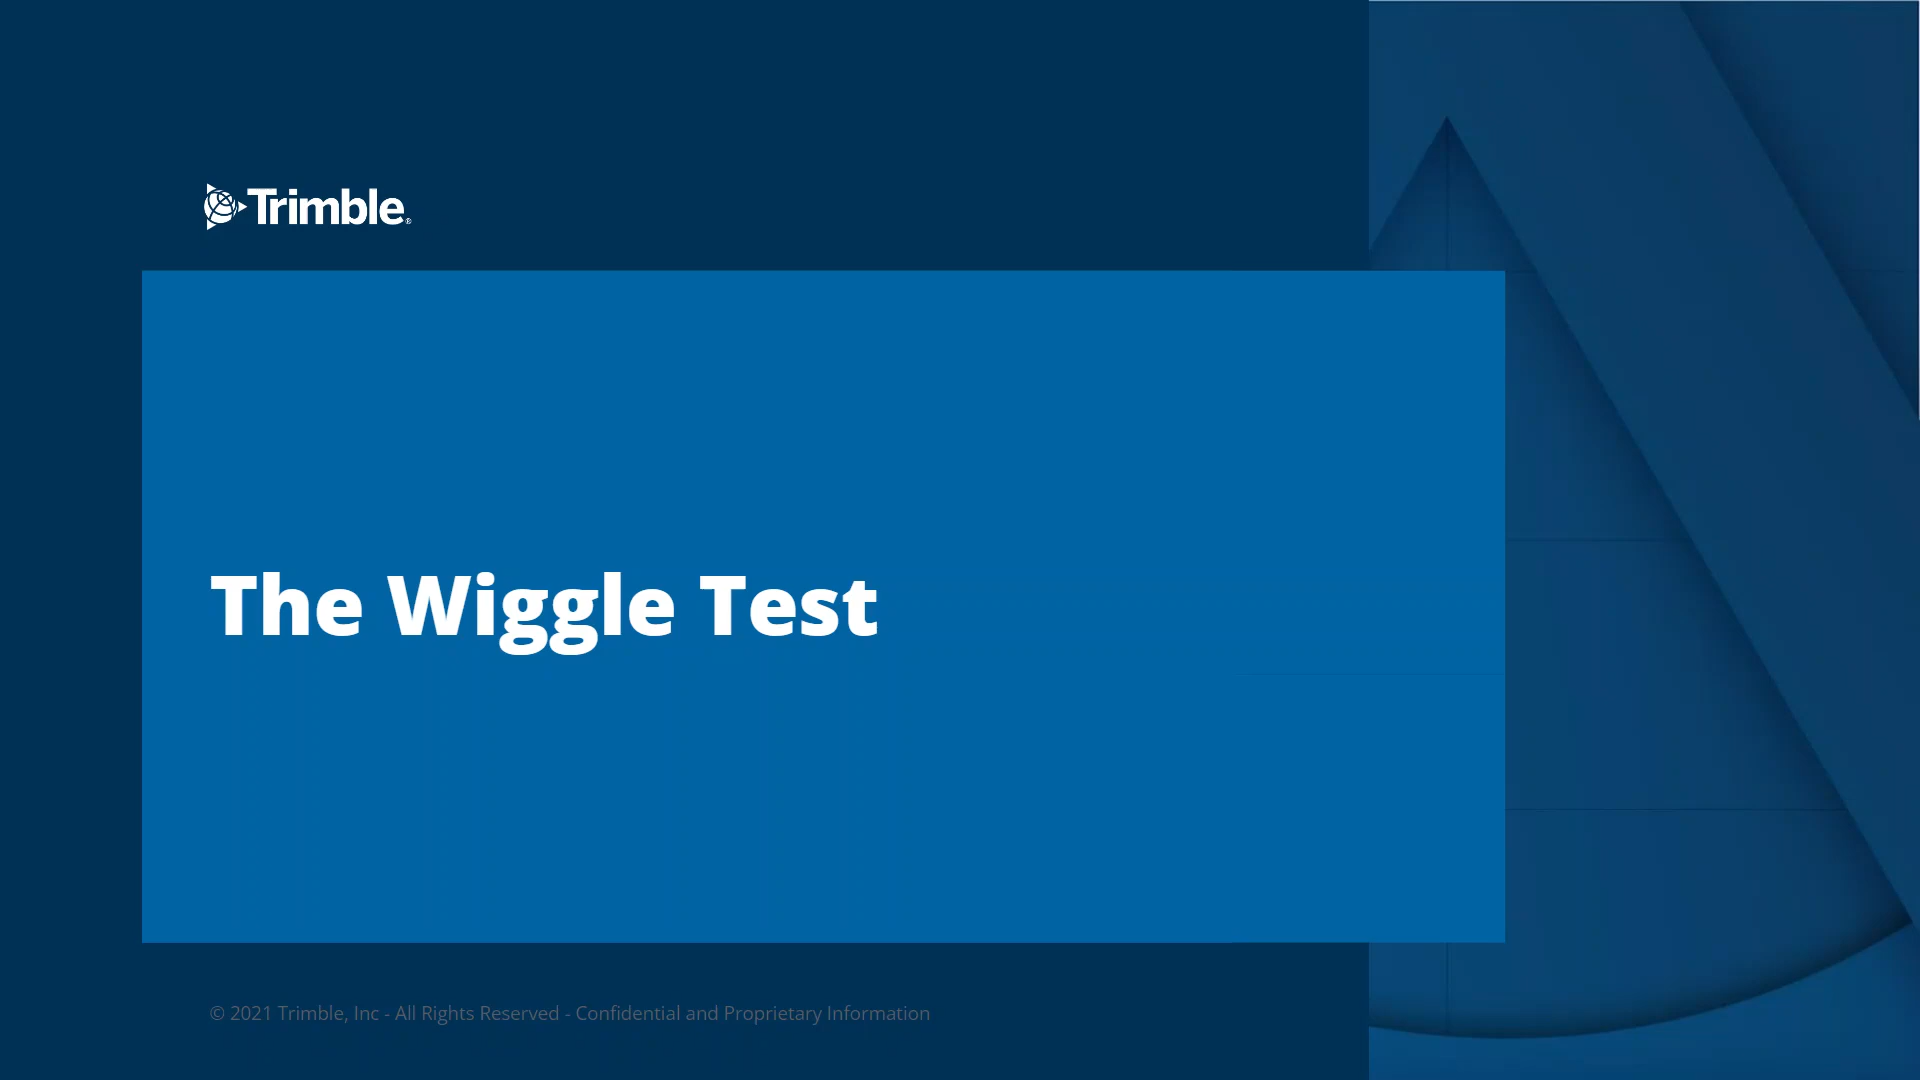 Trimble®
The Wiggle Test
© 2021 Trimble, Inc - All Rights Reserved - Confidential and Proprietary Information